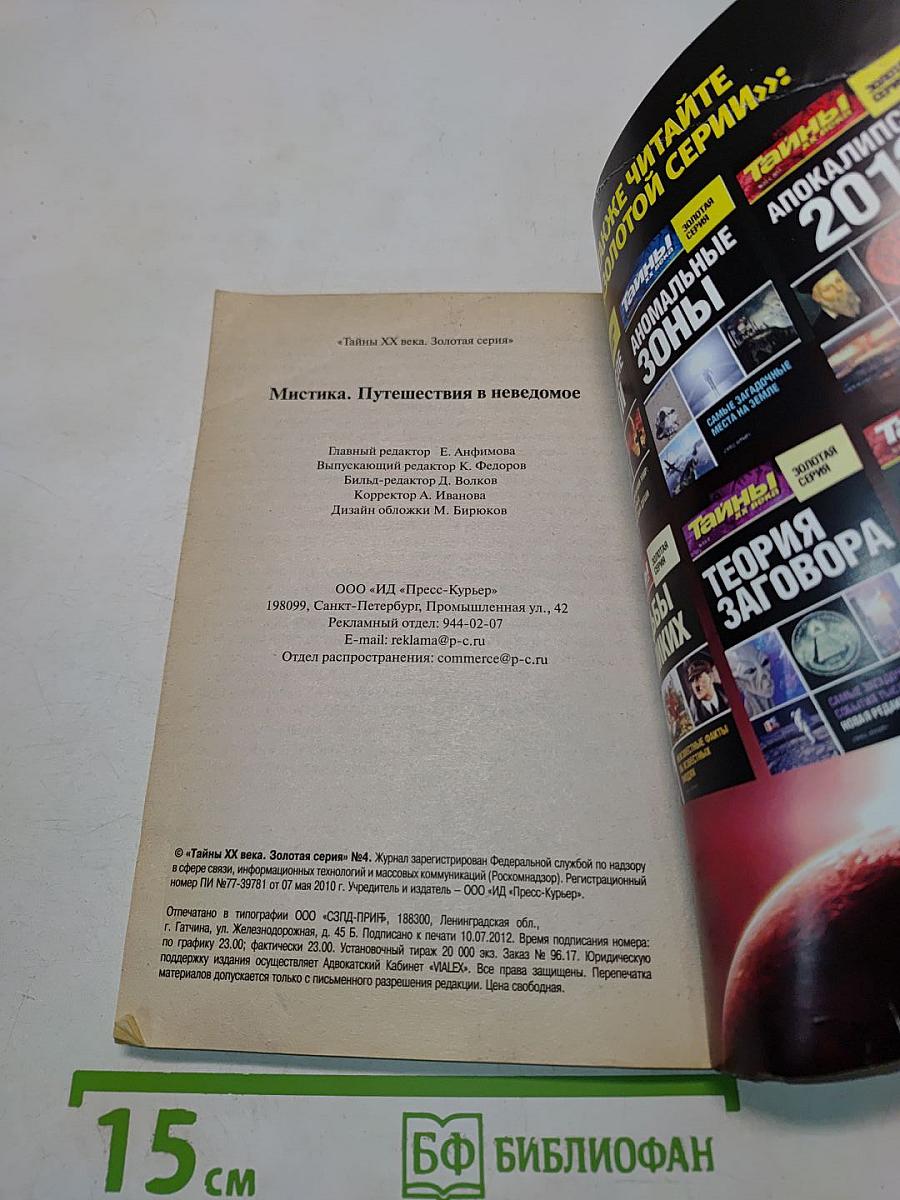 «Тайны XX века. Золотая серия»
Мистика. Путешествия в неведомое
Главный редактор Е. Анфимова
Выпускающий редактор К. Федоров
Бильд-редактор Д. Волков
Корректор А. Иванова
Дизайн обложки М. Бирюков
ООО «ИД «Пресс-Курьер»
198099, Санкт-Петербург, Промышленная ул., 42
Рекламный отдел: 944-02-07
E-mail: reklama@p-c.ru
Отдел распространения: commerce@p-c.ru
© «Тайны XX века. Золотая серия» №4. Журнал зарегистрирован Федеральной службой по надзору
в сфере связи, информационных технологий и массовых коммуникаций (Роскомнадзор). Регистрационный
номер ПИ №77-39781 от 07 мая 2010 г. Учредитель и издатель – ООО «ИД «Пресс-Курьер».
Отпечатано в типографии ООО «СЗПД-ПРИНТ», 188300, Ленинградская обл.,
г. Гатчина, ул. Железнодорожная, д. 45 Б. Подписано к печати 10.07.2012. Время подписания номера:
по графику 23.00; фактически 23.00. Установочный тираж 20 000 экз. Заказ № 96.17. Юридическую
поддержку издания осуществляет Адвокатский Кабинет «VIALEX». Все права защищены. Перепечатка
материалов допускается только с письменного разрешения редакции. Цена свободная.
ЧИТАЙТЕ
СЕРИИ»:
Тайны
XX века
ЗОЛОТАЯ
СЕРИЯ
АНОМАЛЬНЫЕ
ЗОНЫ
САМЫЕ ЗАГАДОЧНЫЕ
МЕСТА НА ЗЕМЛЕ
Тайны
XX века
Тайны
XX века
ЗОЛОТАЯ
СЕРИЯ
ТЕОРИЯ
ЗАГОВОРА
15 см
БФ БИБЛИОФАН